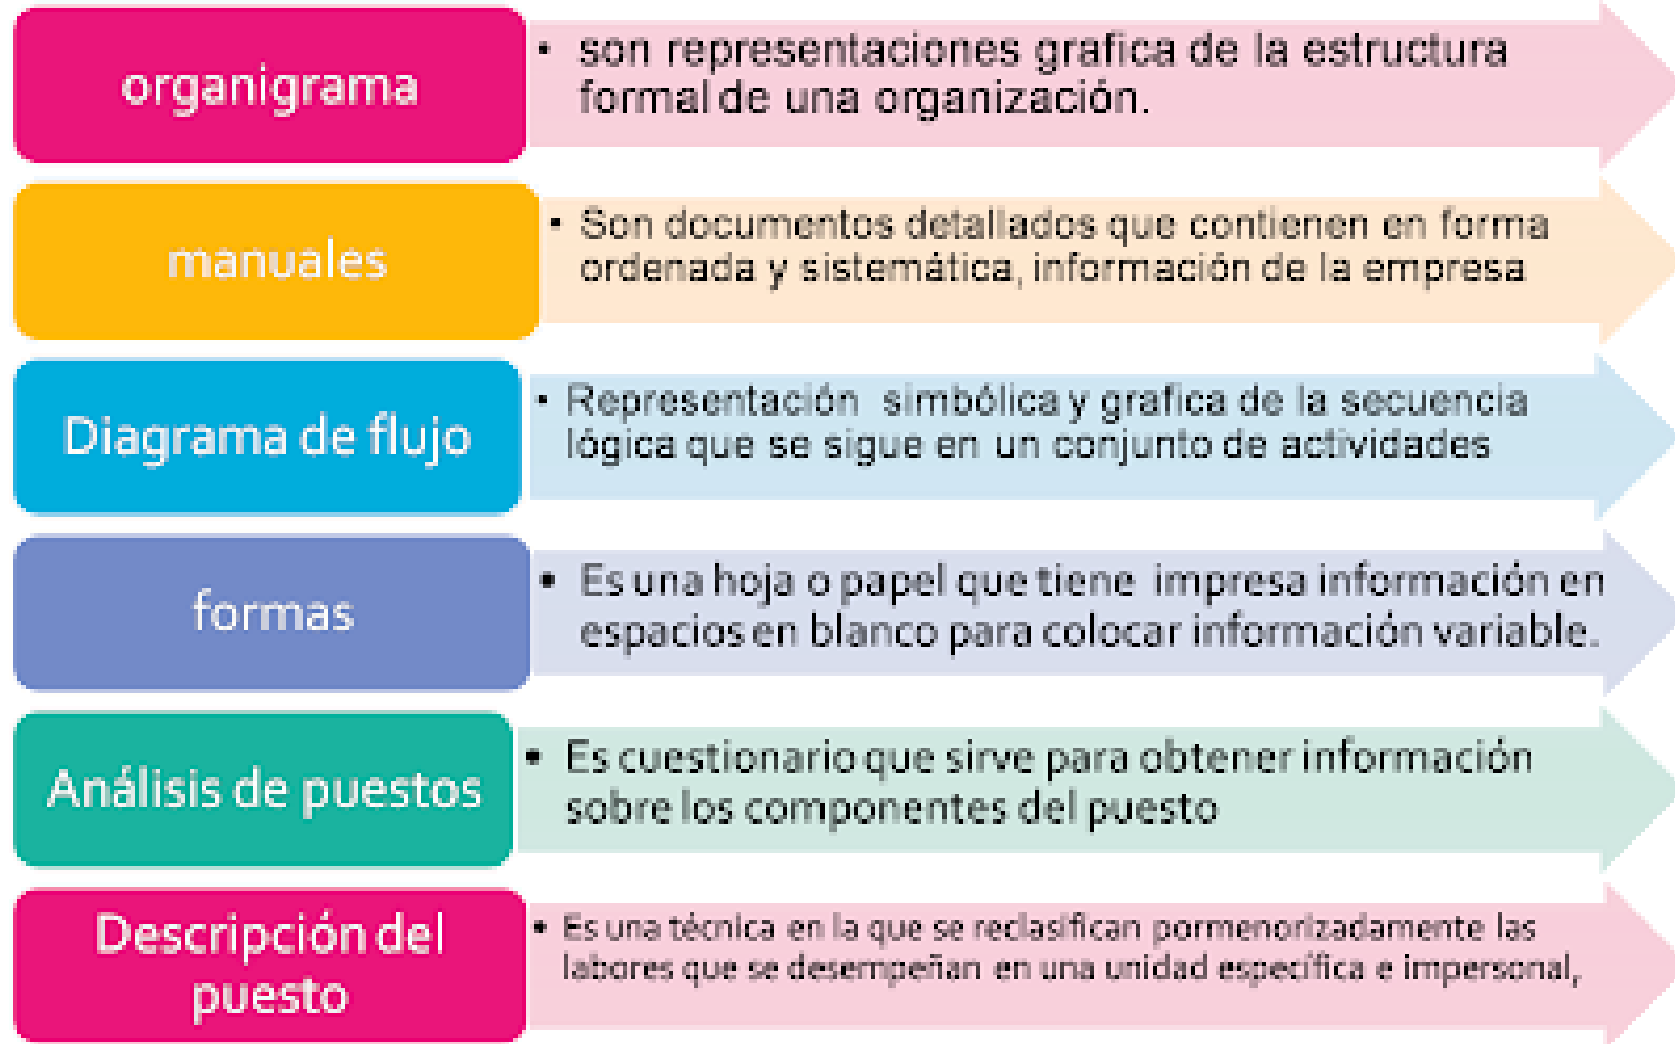 organigrama
• son representaciones grafica de la estructura
formal de una organización.
manuales
• Son documentos detallados que contienen en forma
ordenada y sistemática, información de la empresa
Diagrama de flujo
• Representación simbólica y grafica de la secuencia
lógica que se sigue en un conjunto de actividades
formas
• Es una hoja o papel que tiene impresa información en
espacios en blanco para colocar información variable.
Análisis de puestos
• Es cuestionario que sirve para obtener información
sobre los componentes del puesto
Descripción del
puesto
• Es una técnica en la que se reclasifican pormenorizadamente las
labores que se desempeñan en una unidad específica e impersonal,